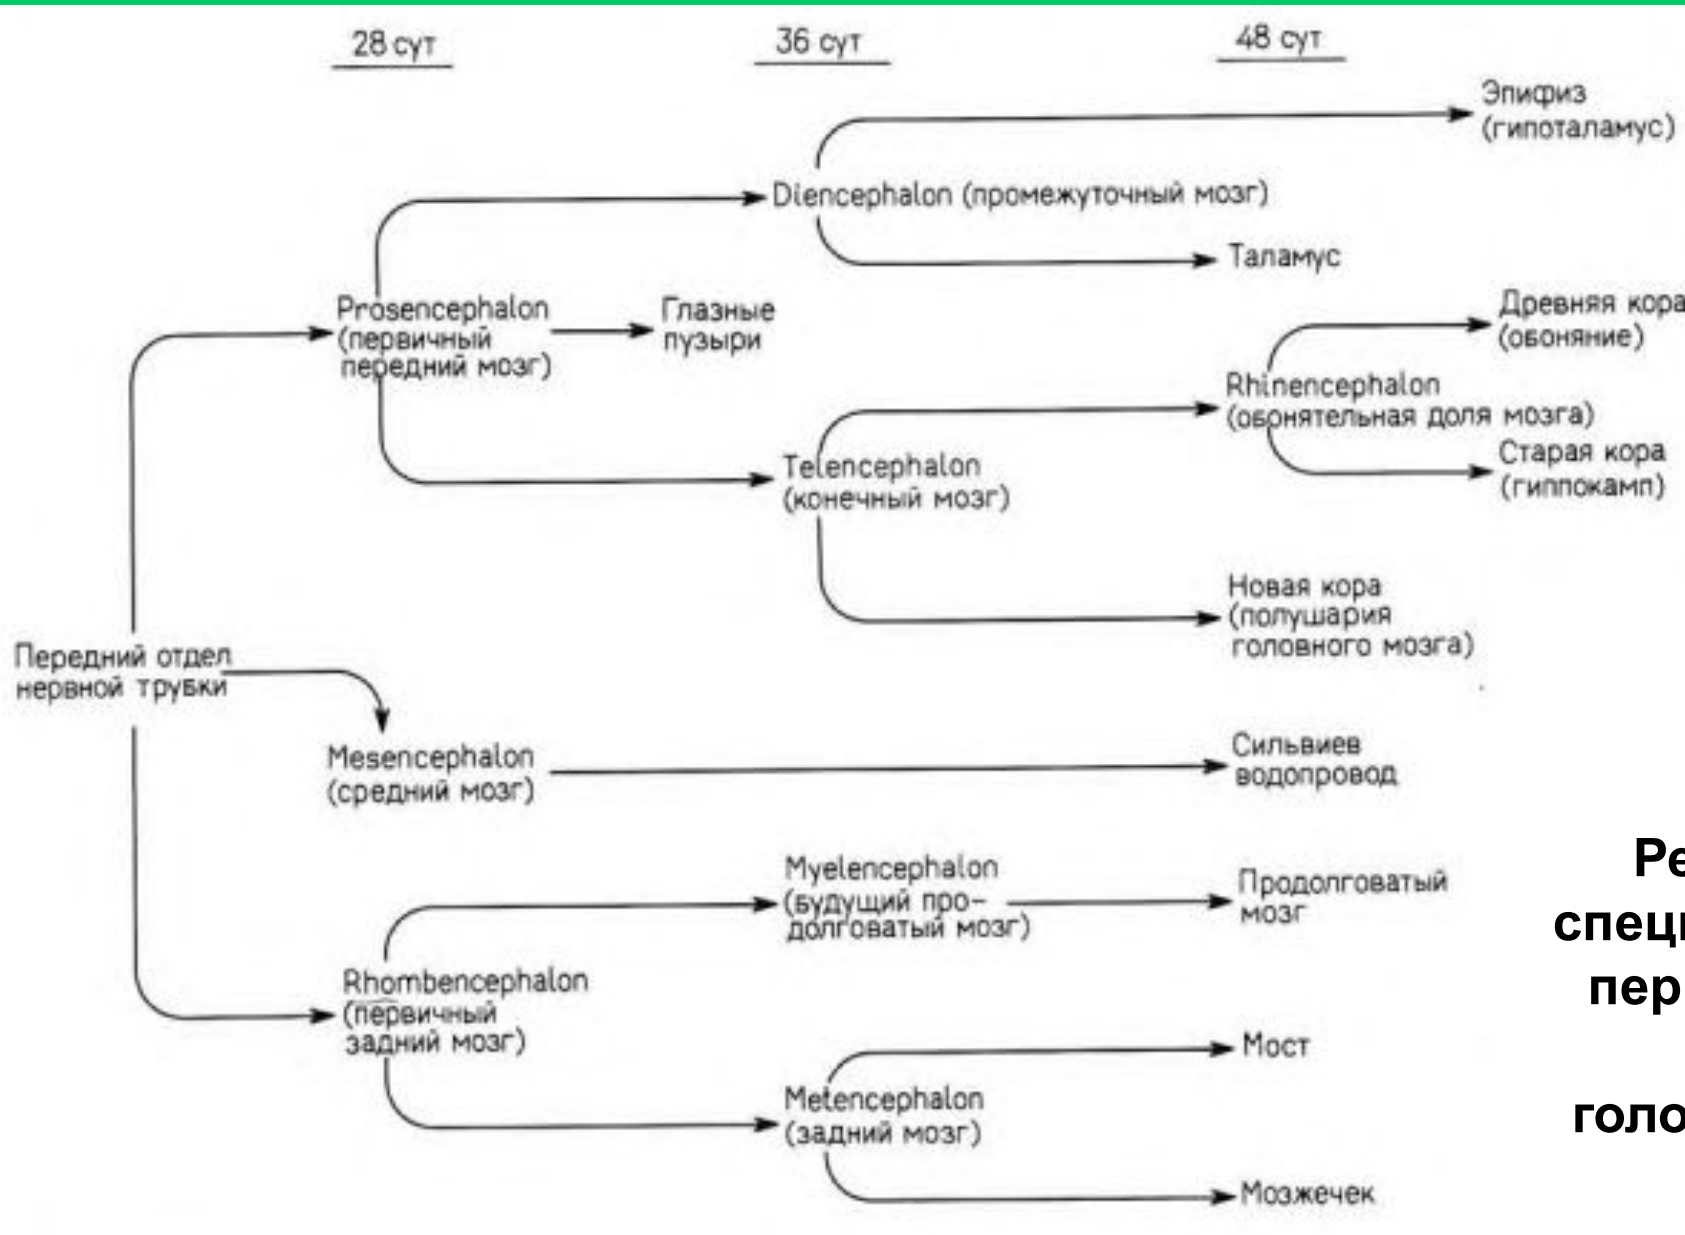 28 сут
36 сут
48 сут
Эпифиз
(гипоталамус)
Diencephalon (промежуточный мозг)
Таламус
Prosencephalon
(первичный
передний мозг)
Глазные
пузыри
Древняя кора
(обоняние)
Rhinencephalon
(обонятельная доля мозга)
Старая кора
(гиппокамп)
Telencephalon
(конечный мозг)
Новая кора
(полушария
головного мозга)
Передний отдел
нервной трубки
Mesencephalon
(средний мозг)
Сильвиев
водопровод
Myelencephalon
(будущий про-
долговатый мозг)
Продолговатый
мозг
Rhombencephalon
(первичный
задний мозг)
Мост
Metencephalon
(задний мозг)
Мозжечек